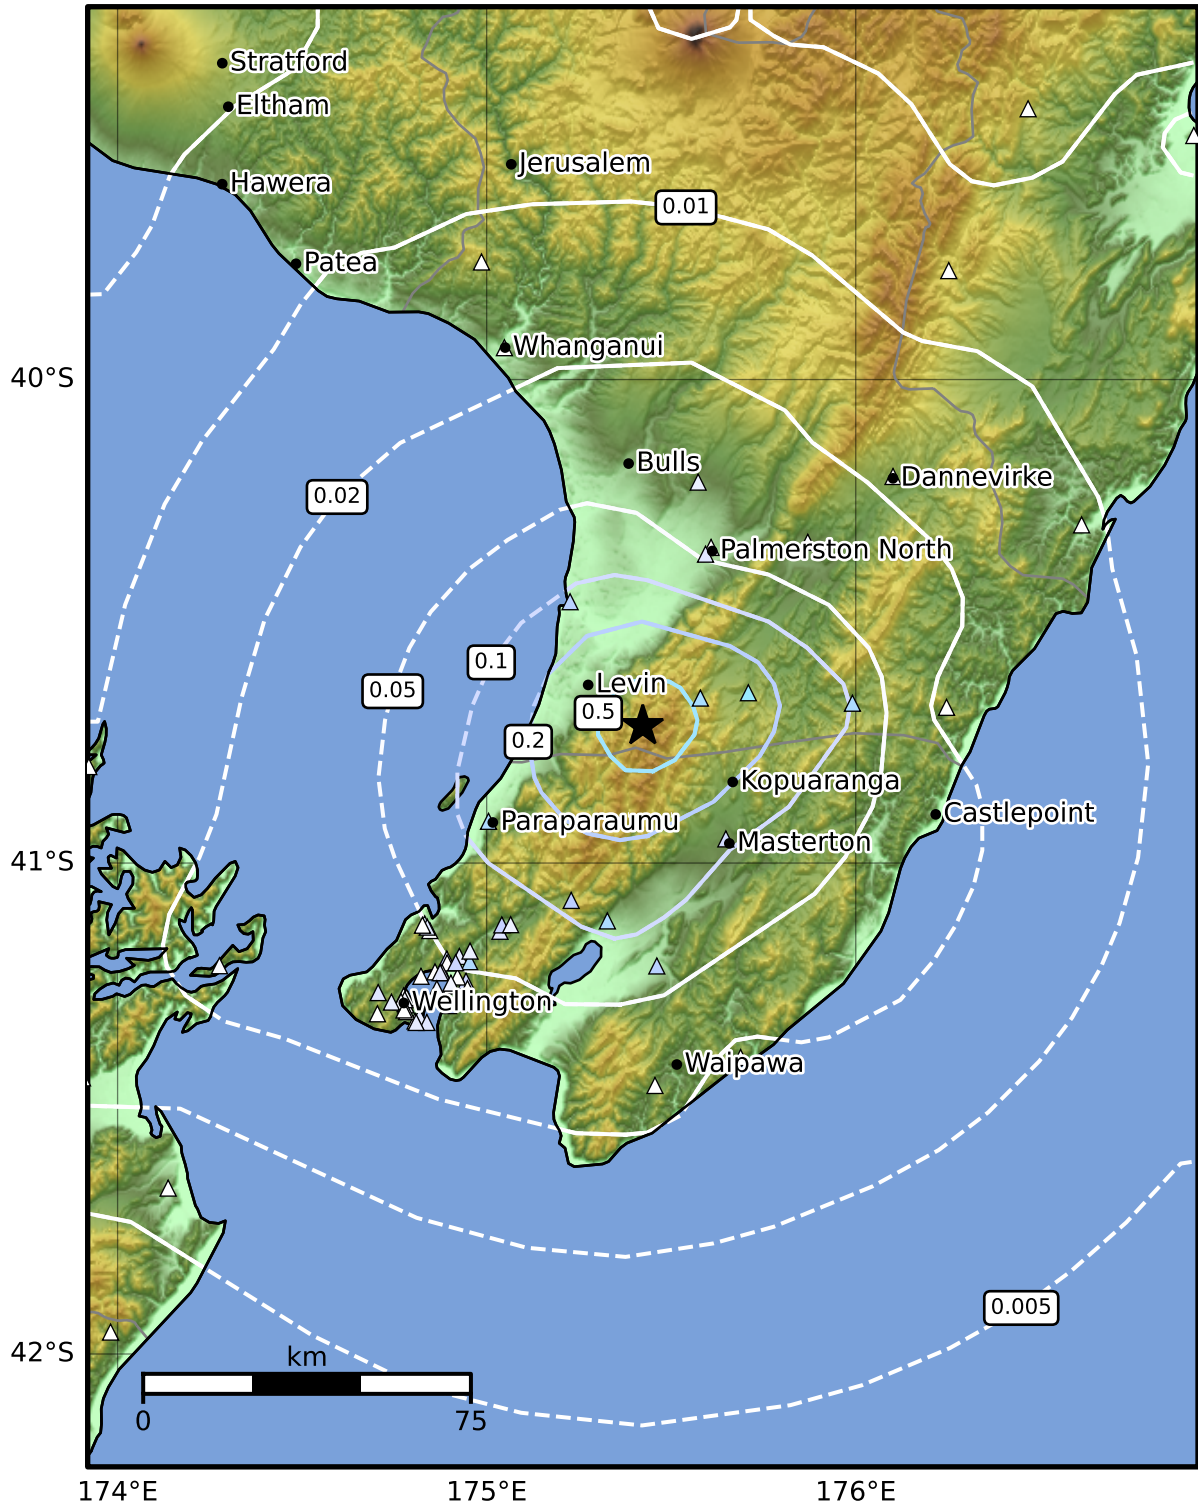 Stratford
Eltham
Jerusalem
Hawera
0.01
Patea
Whanganui
40°S
Bulls
Dannevirke
0.02
Palmerston North
0.1
Levin
0.05
0.5
0.2
Kopuaranga
Castlepoint
Paraparaumu
Masterton
41°S
Wellington
Waipawa
0.005
42°S
km
0
75
174°E
175°E
176°E